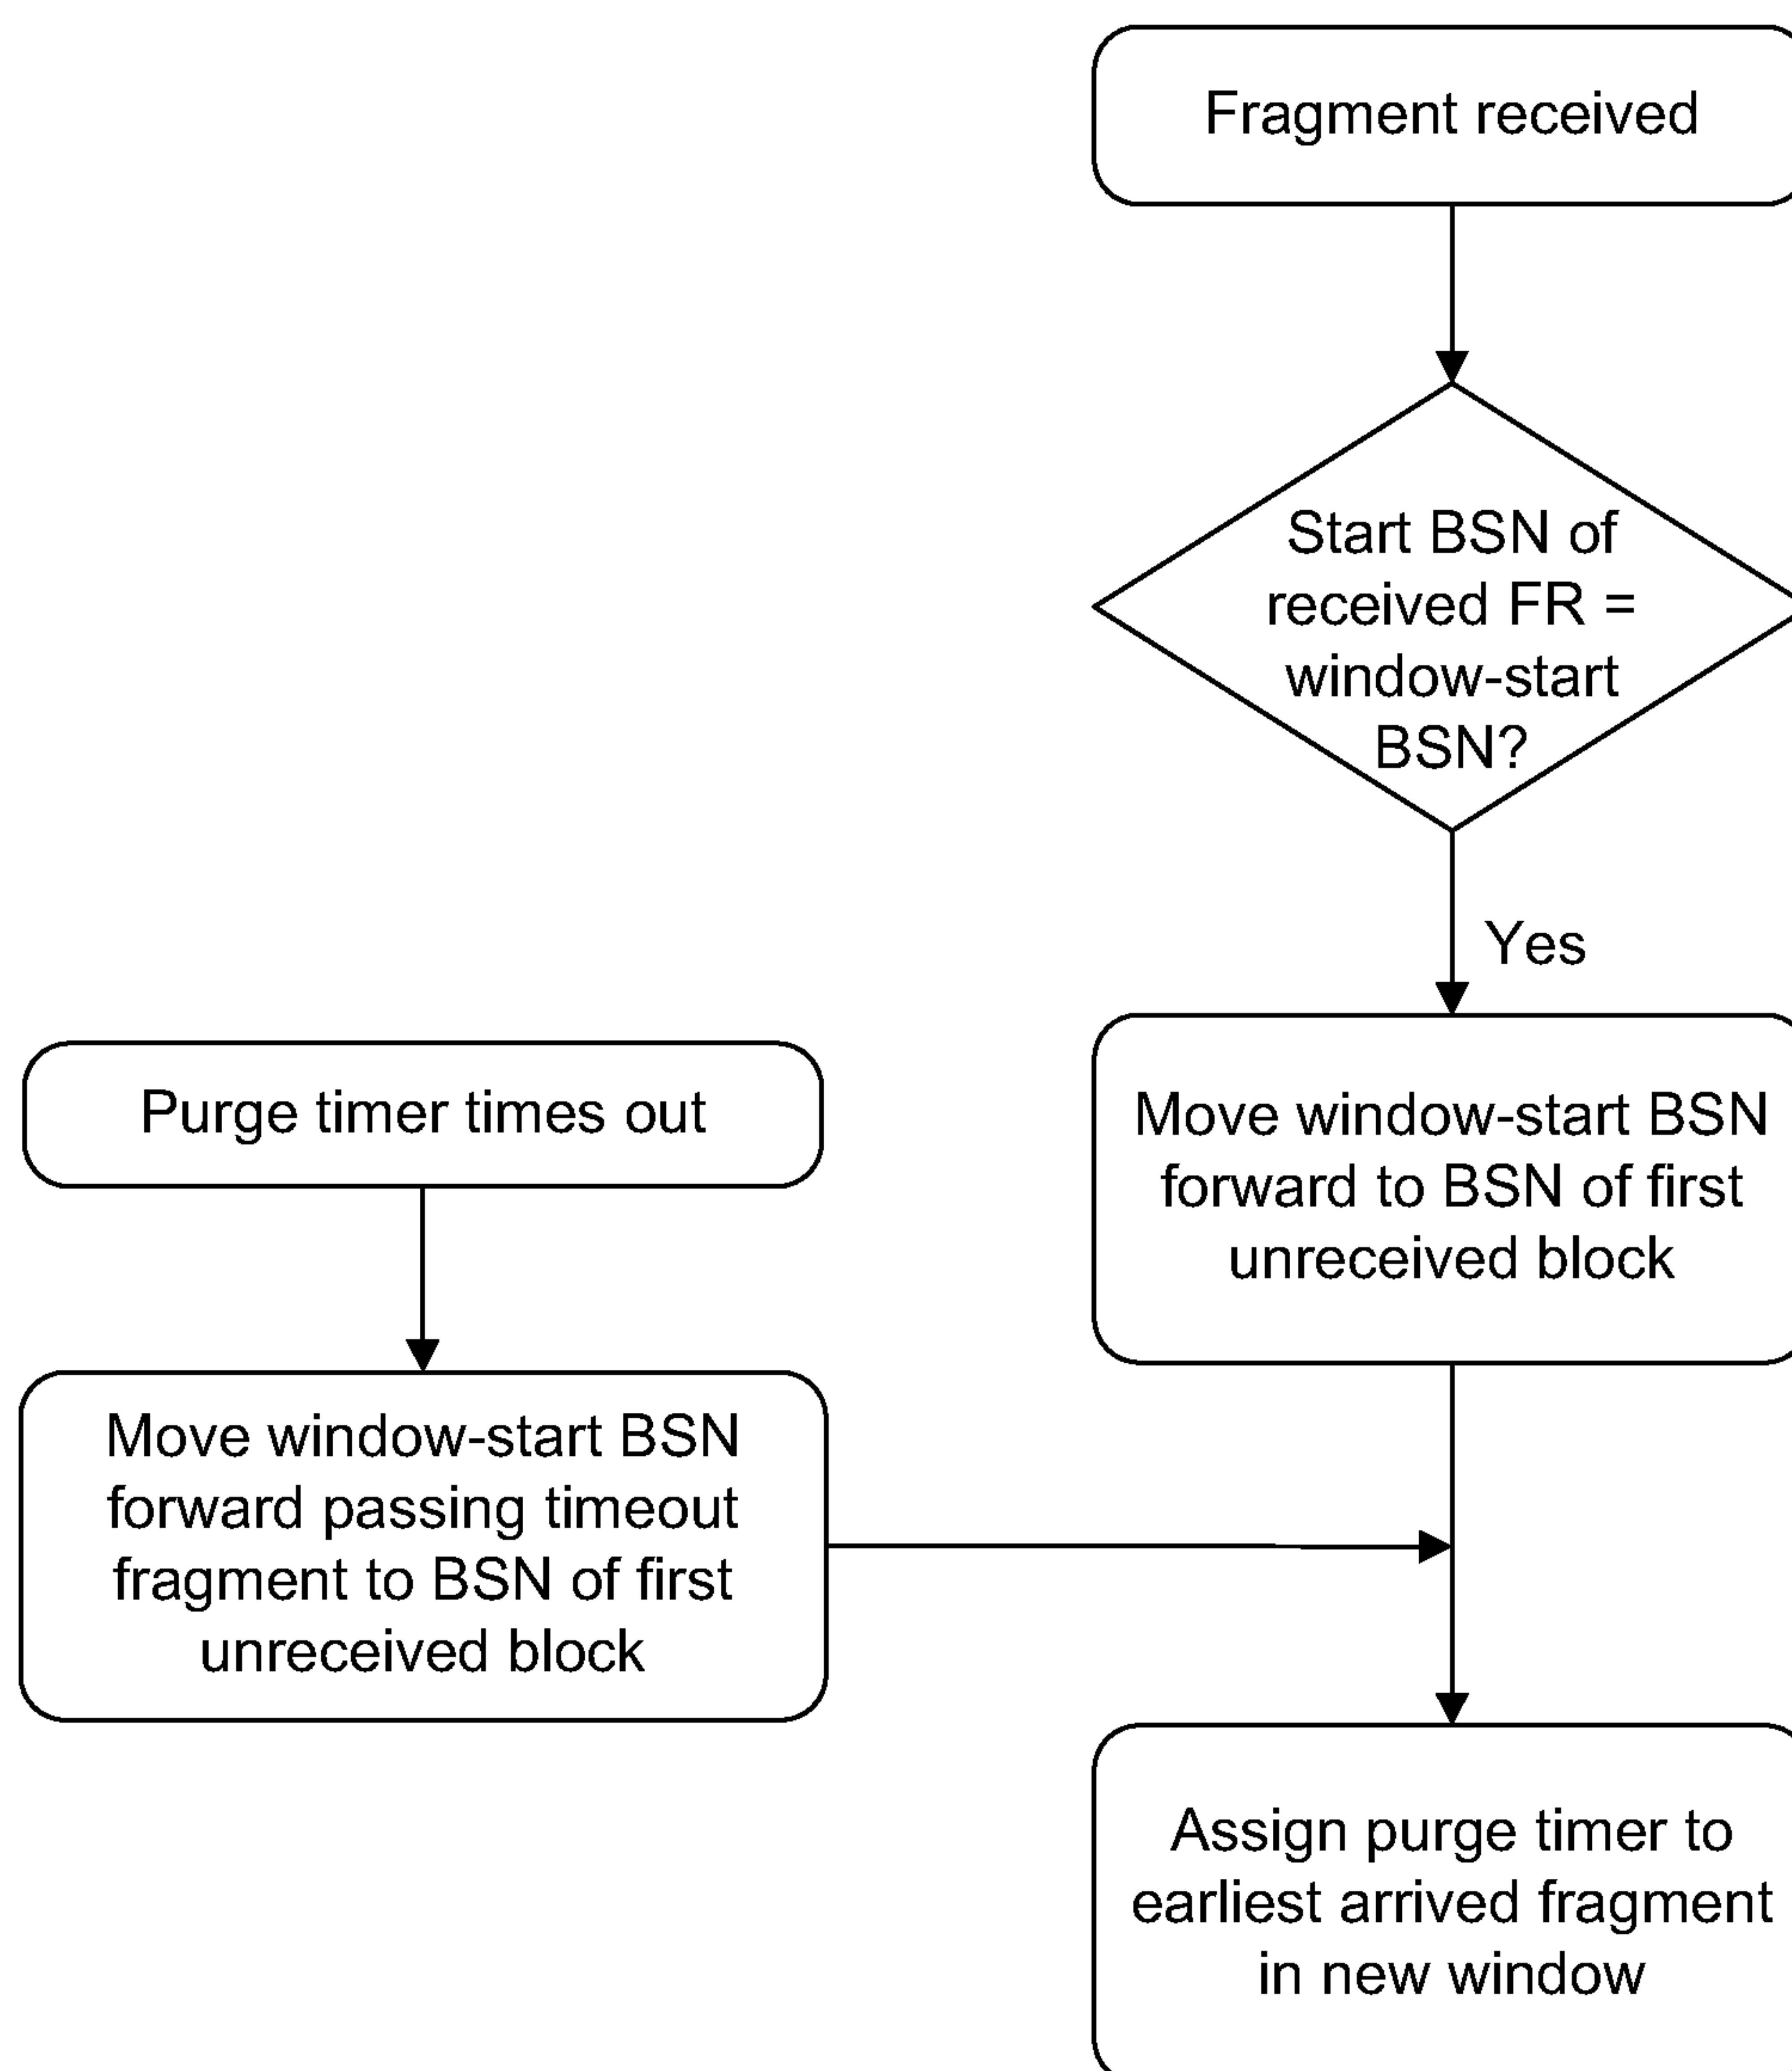 Fragment received
Start BSN of
received FR =
window-start
BSN?
Yes
Purge timer times out
Move window-start BSN
forward to BSN of first
unreceived block
Move window-start BSN
forward passing timeout
fragment to BSN of first
unreceived block
Assign purge timer to
earliest arrived fragment
in new window